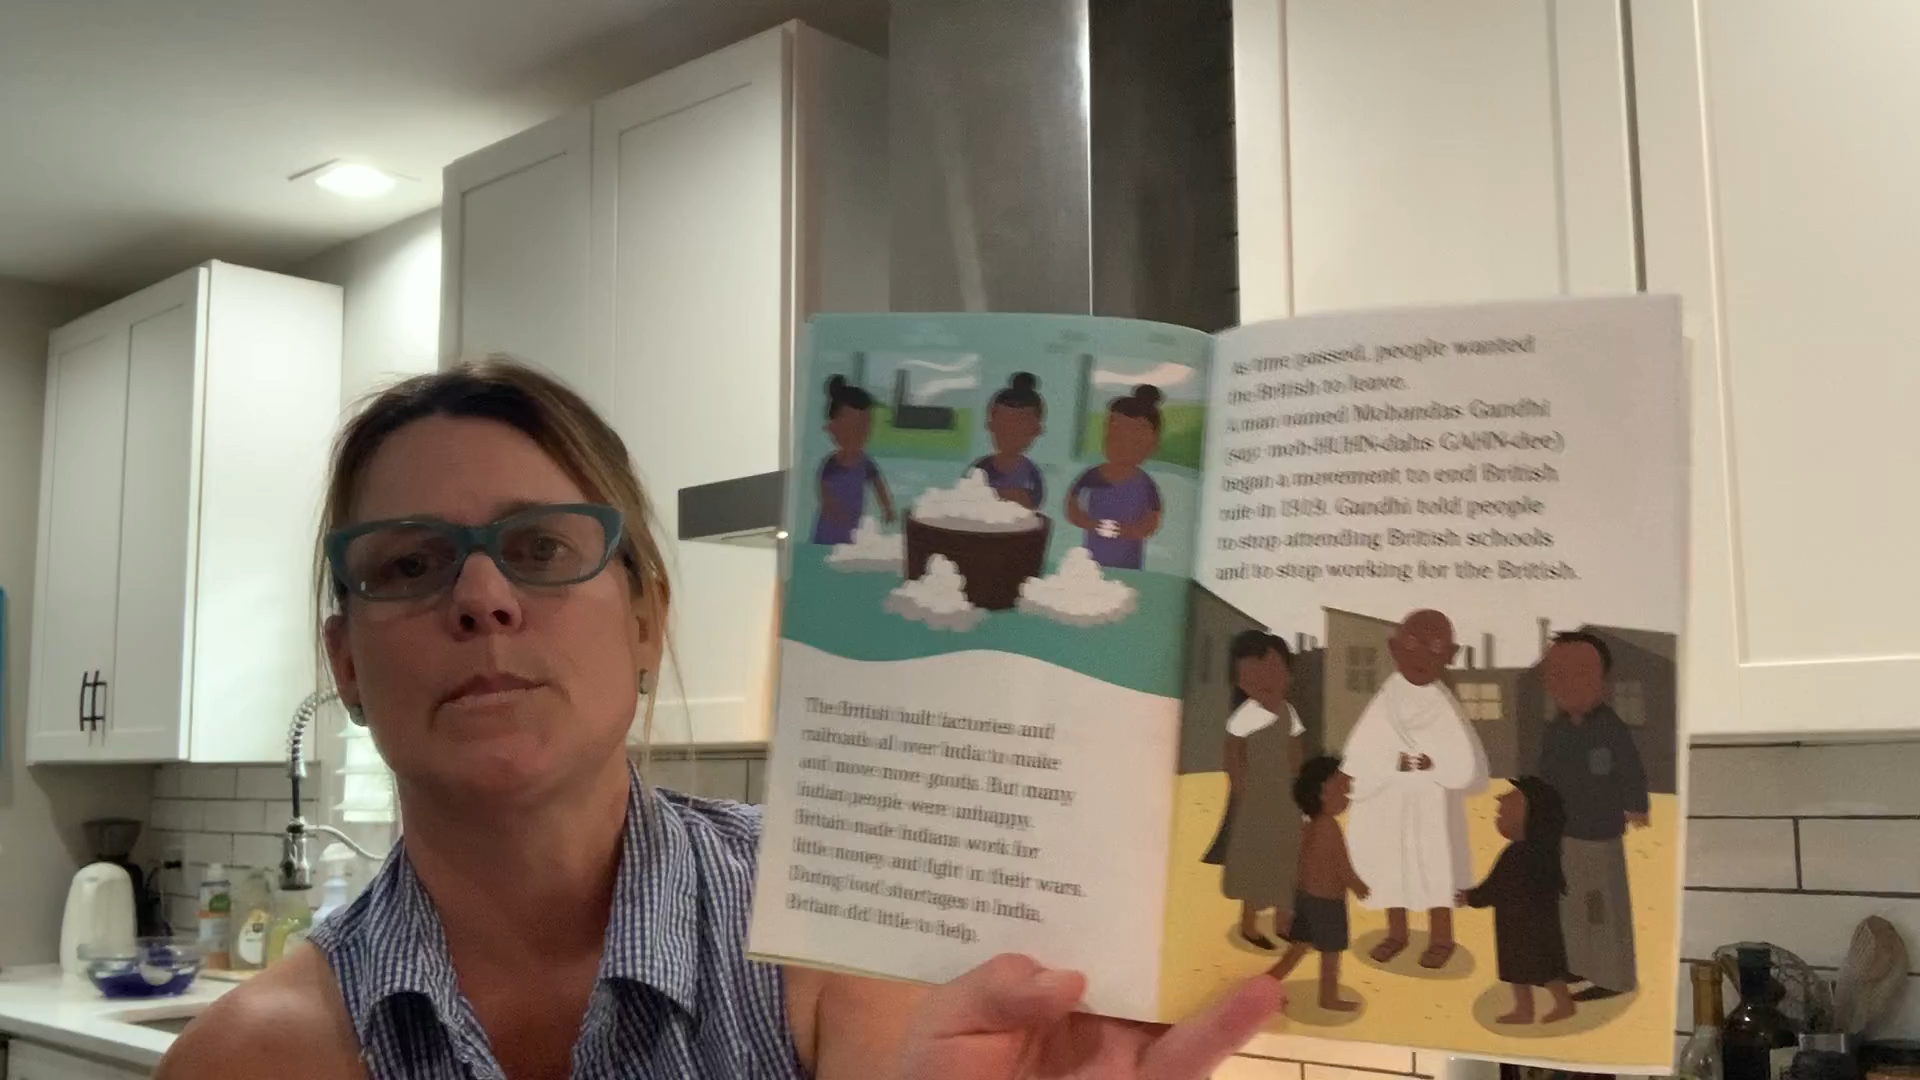 The British built factories and
railroads all over India to make
and move more goods. But many
Indian people were unhappy.
Britain made Indians work for
little money and fight in their wars.
During food shortages in India,
Britain did little to help.
As time passed, people wanted
the British to leave.
A man named Mohandas Gandhi
(say: moh-HUHN-dahs GAHN-dee)
began a movement to end British
rule in 1919. Gandhi told people
to stop attending British schools
and to stop working for the British.